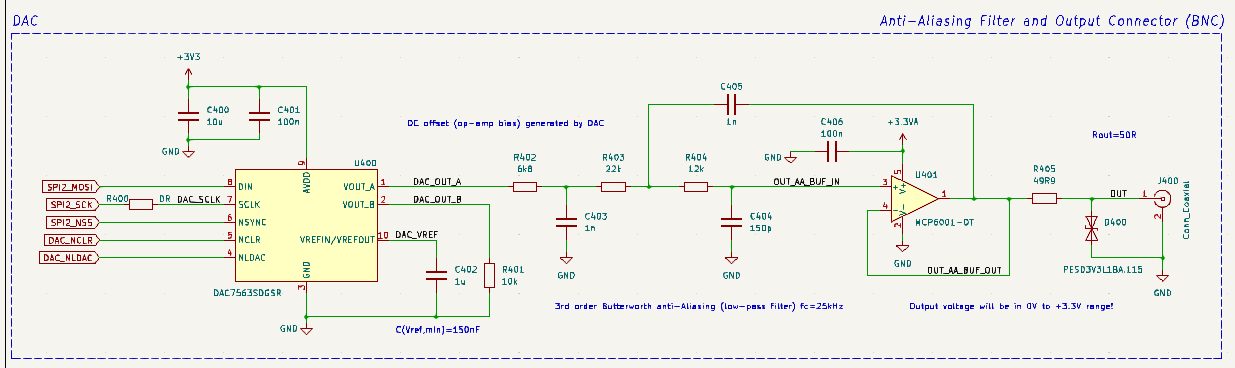 DAC
Anti-Aliasing Filter and Output Connector (BNC)
+3V3
C400
10u
C401
100n
GND
DC offset (op-amp bias) generated by DAC
C405
1n
C406
100n
GND
+3.3VA
Rout=50R
U400
9
AVDD
SPI2_MOSI
8
DIN
VOUT_A
1
DAC_OUT_A
R402
6k8
R403
22k
R404
12k
OUT_AA_BUF_IN
3
5
V+
+
U401
1
R405
49R9
OUT
1
J400
SPI2_SCK
R400
0R
DAC_SCLK
7
SCLK
VOUT_B
2
DAC_OUT_B
SPI2_NSS
6
NSYNC
C403
1n
C404
150p
4
-
V-
2
MCP6001-OT
D400
2
Conn_Coaxial
DAC_NCLR
5
NCLR
VREFIN/VREFOUT
10
DAC_VREF
DAC_NLDAC
4
NLDAC
GND
GND
GND
C402
1u
R401
10k
OUT_AA_BUF_OUT
PESD3V3L1BA,115
GND
GND
3
DAC7563SDGSR
GND
C(Vref,min)=150nF
3rd order Butterworth anti-Aliasing (low-pass filter) fc=25kHz
Output voltage will be in 0V to +3.3V range!